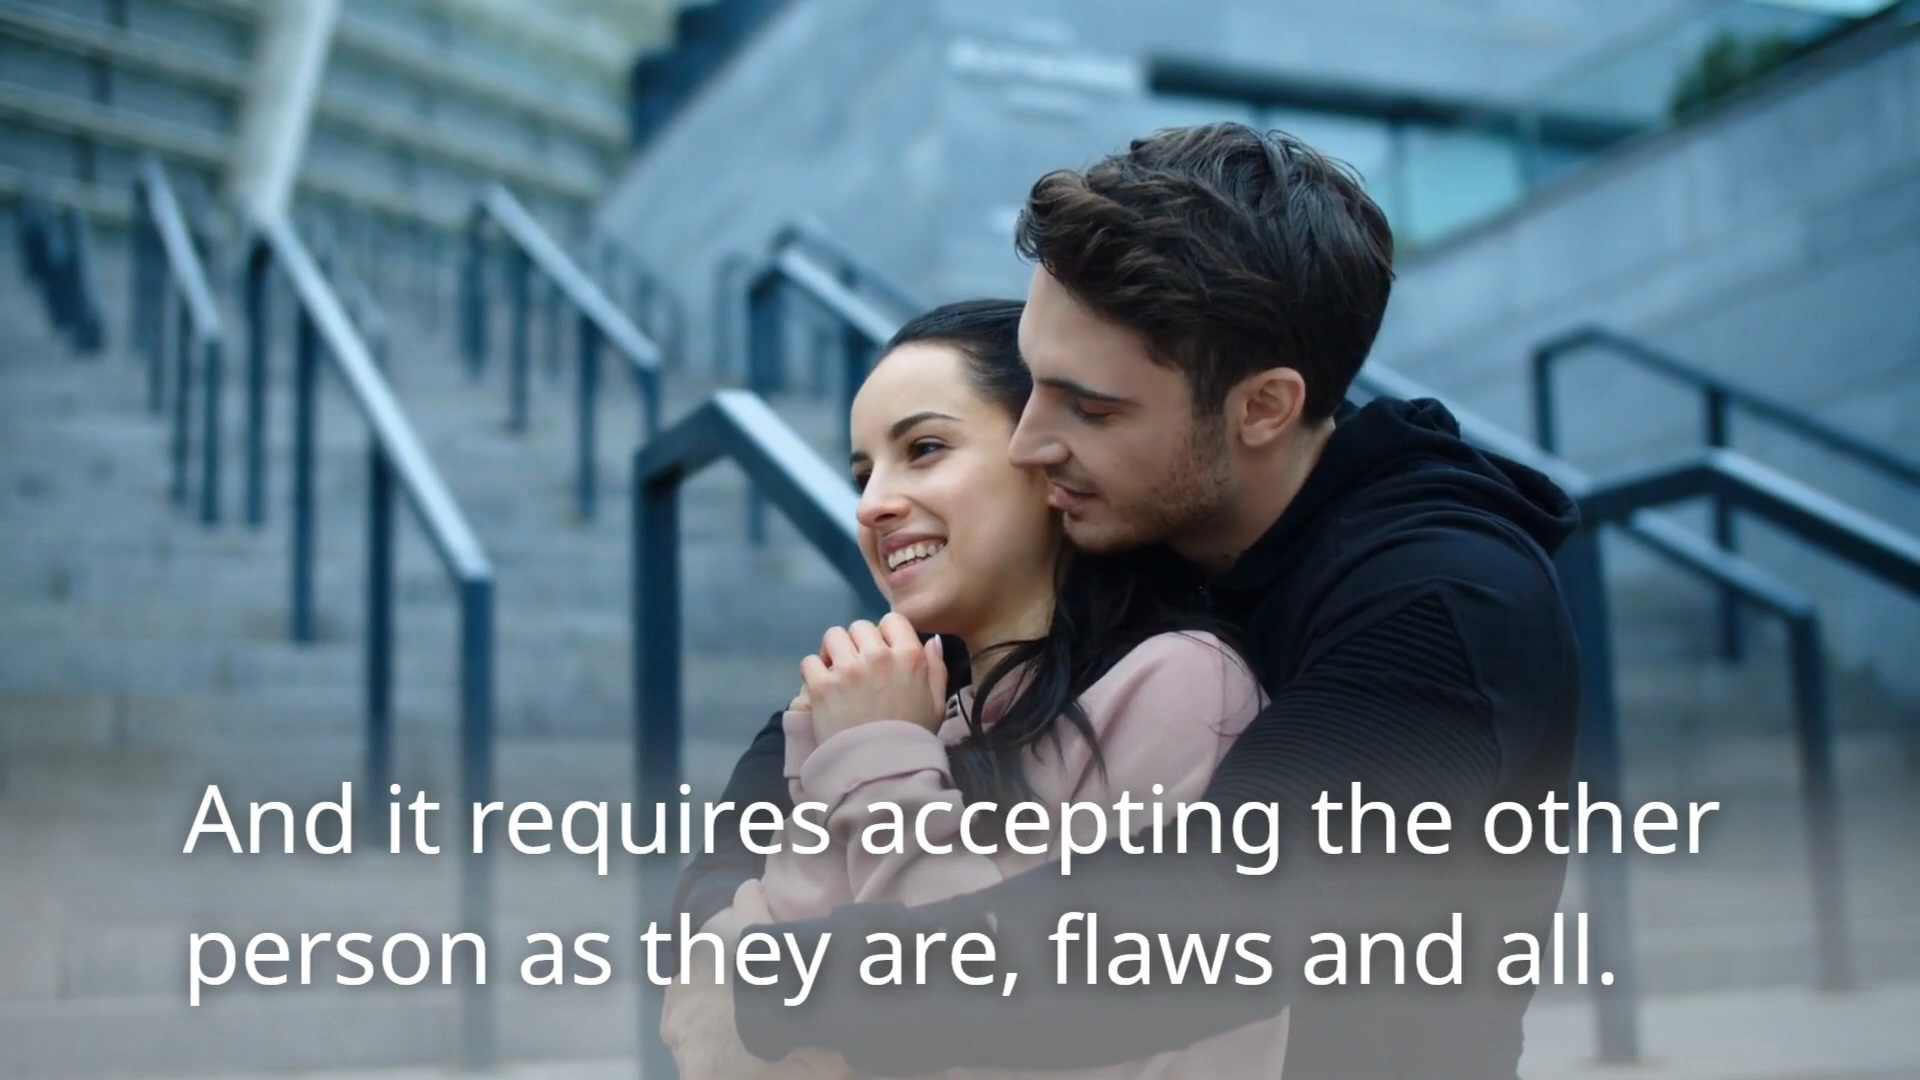 And it requires accepting the other
person as they are, flaws and all.